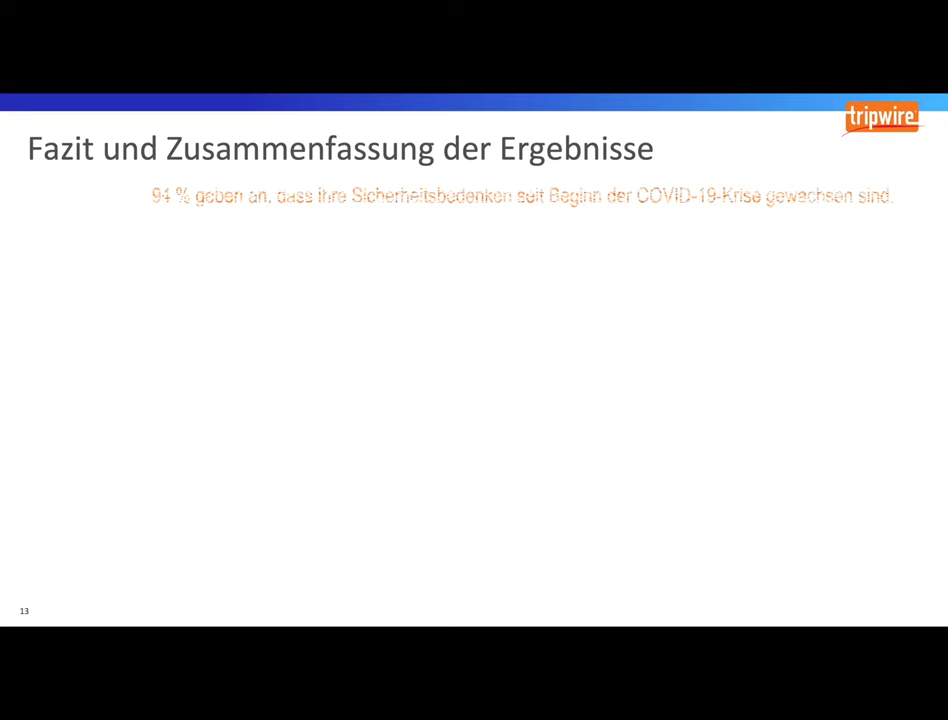 tripwire
Fazit und Zusammenfassung der Ergebnisse
94 % geben an, dass ihre Sicherheitsbedenken seit Beginn der COVID-19-Krise gewachsen sind.
13